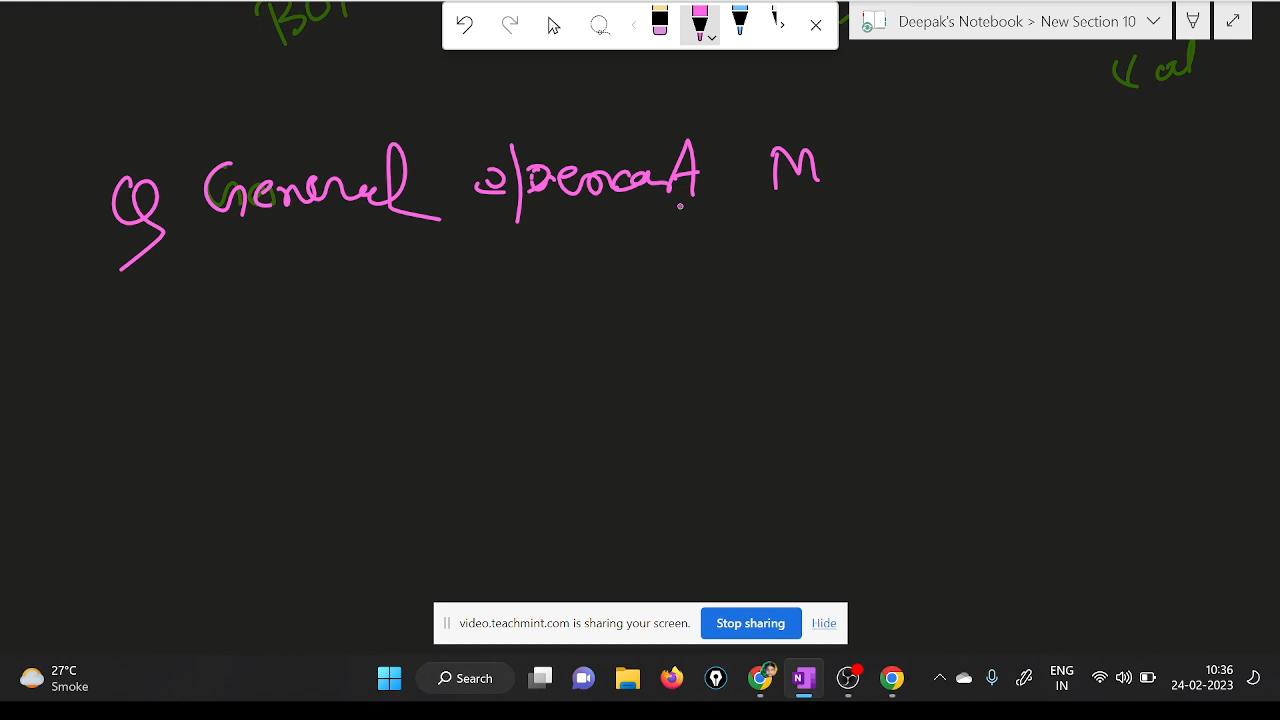 Deepak's Notebook > New Section 10
General
M
video.teachmint.com is sharing your screen. Stop sharing Hide
27°C
Smoke
Search
ENG
IN
10:36
24-02-2023